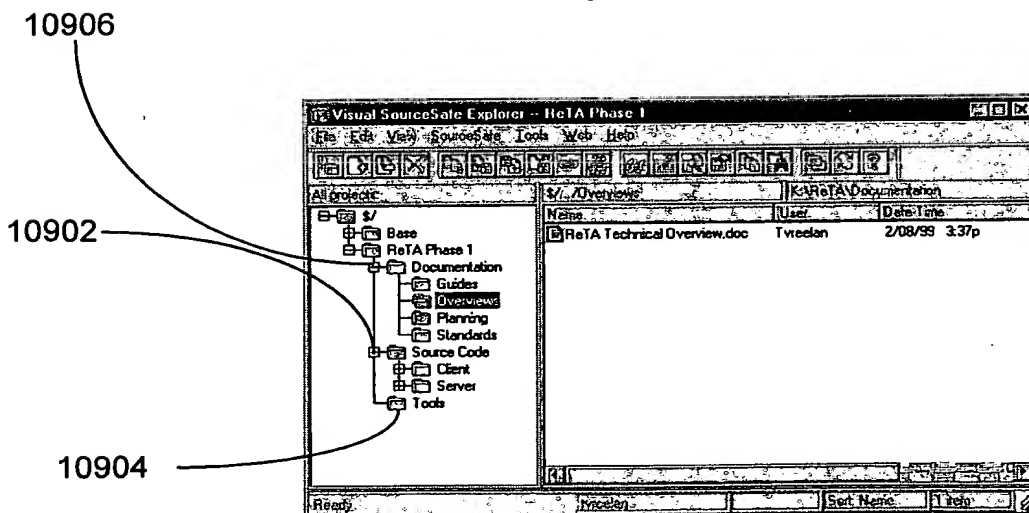 10906
Visual SourceSafe Explorer -- ReTA Phase 1
File Edit View SourceSafe Tools Web Help
All projects: $/.../Overviews K:\ReTA\Documentation
Name User Date-Time
$/
Base
ReTA Technical Overview.doc Tvreelan 2/08/99 3:37p
10902
ReTA Phase 1
Documentation
Guides
Overviews
Planning
Standards
Source Code
Client
Server
Tools
10904
Ready Sort: Name 1 item